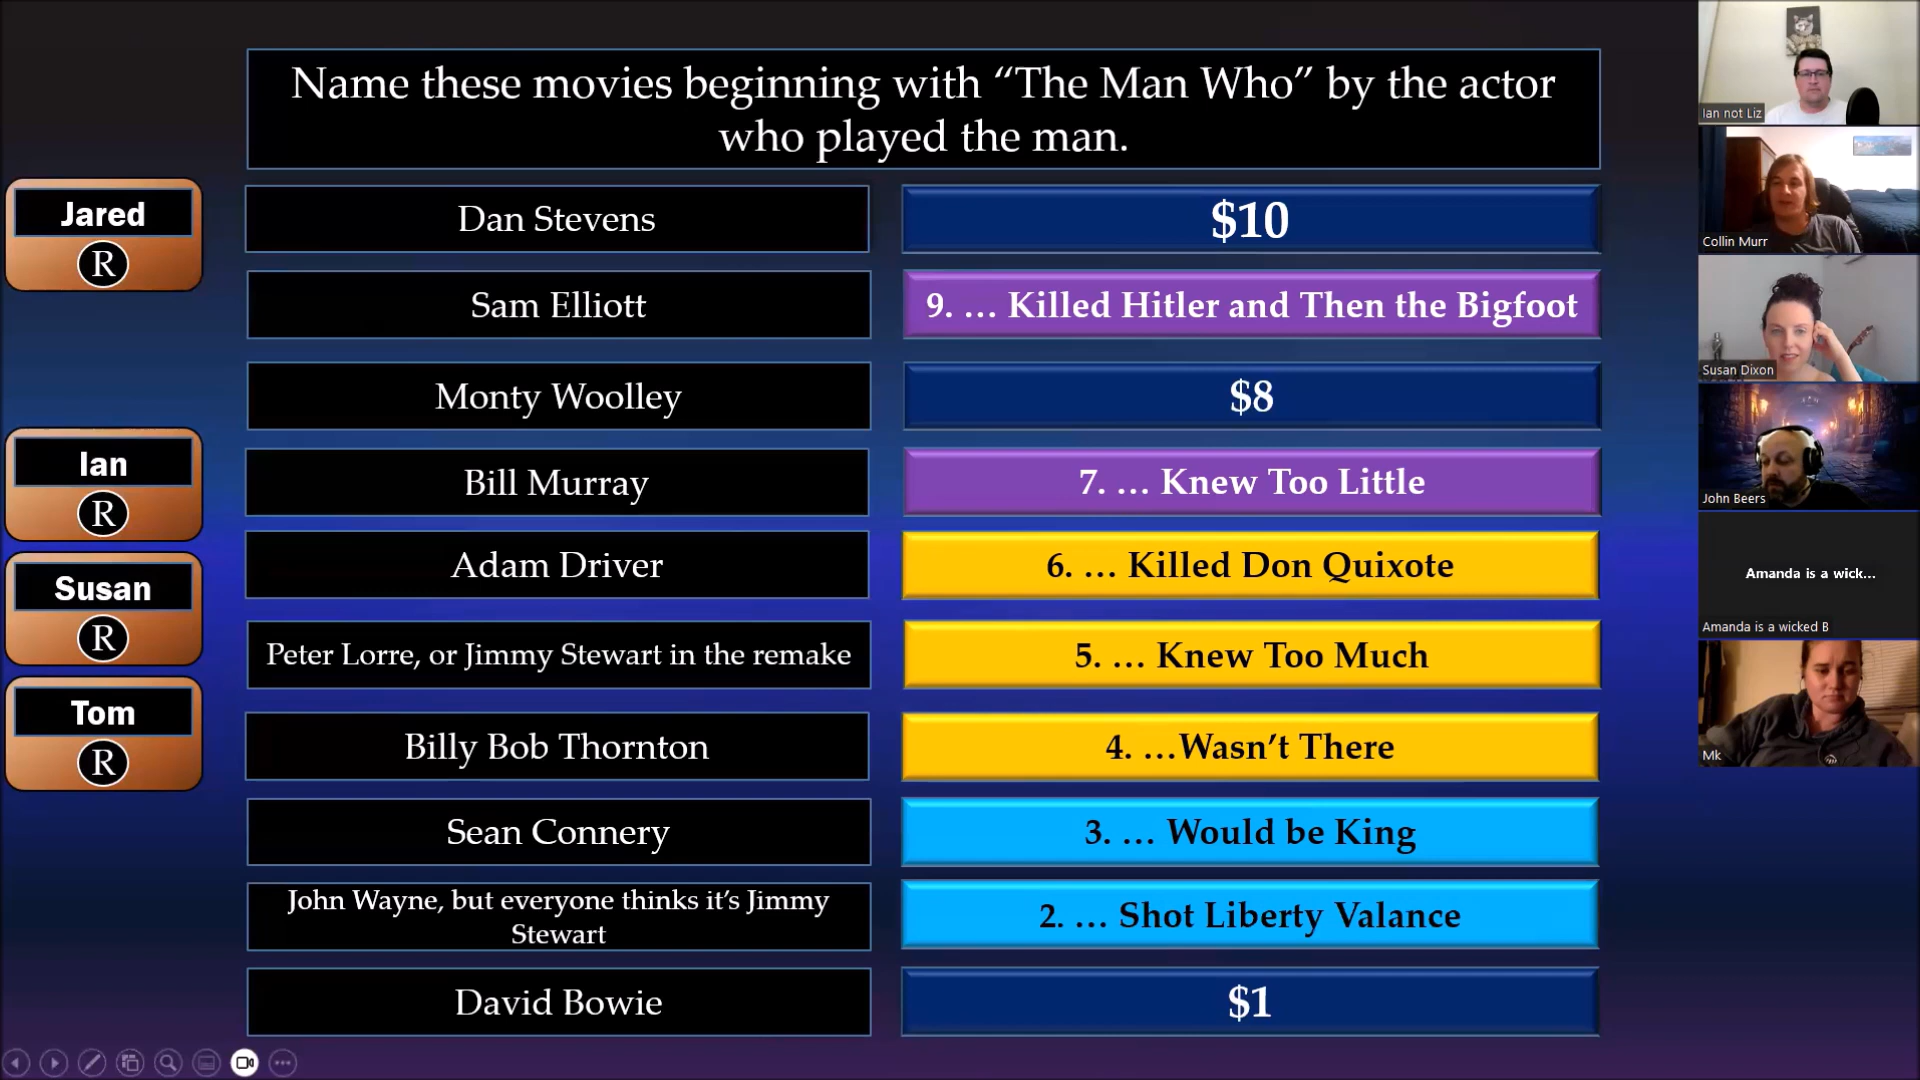 Name these movies beginning with “The Man Who” by the actor
who played the man.
Jared
R
Ian
R
Susan
R
Tom
R
Dan Stevens
$10
Sam Elliott
9. … Killed Hitler and Then the Bigfoot
Monty Woolley
$8
Bill Murray
7. … Knew Too Little
Adam Driver
6. … Killed Don Quixote
Peter Lorre, or Jimmy Stewart in the remake
5. … Knew Too Much
Billy Bob Thornton
4. …Wasn’t There
Sean Connery
3. … Would be King
John Wayne, but everyone thinks it’s Jimmy
Stewart
2. … Shot Liberty Valance
David Bowie
$1
Ian not Liz
Collin Murr
Susan Dixon
John Beers
Amanda is a wick...
Amanda is a wicked B
Mk